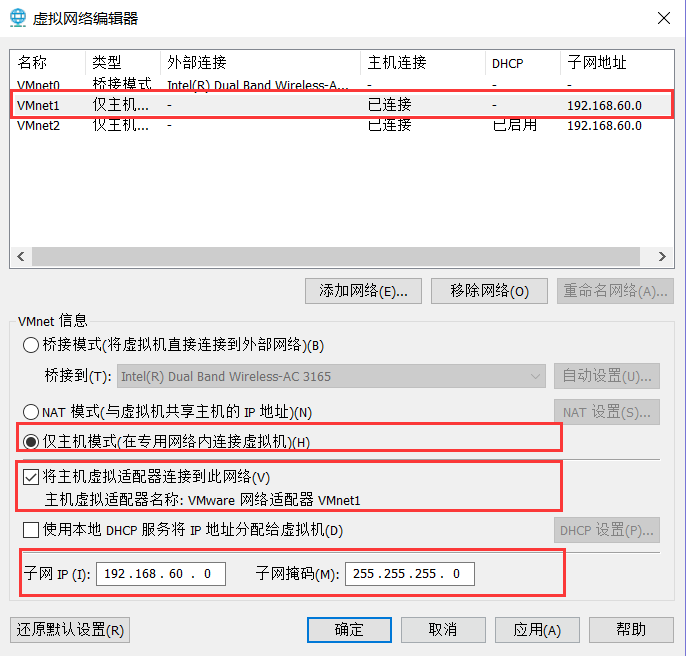 虚拟网络编辑器
名称 类型 外部连接 主机连接 DHCP 子网地址
VMnet0 桥接模式 Intel(R) Dual Band Wireless-A... - - -
VMnet1 仅主机... - 已连接 - 192.168.60.0
VMnet2 仅主机... - 已连接 已启用 192.168.60.0
添加网络(E)... 移除网络(O) 重命名网络(A)...
VMnet 信息
桥接模式(将虚拟机直接连接到外部网络)(B)
桥接到(T): Intel(R) Dual Band Wireless-AC 3165 自动设置(U)...
NAT 模式(与虚拟机共享主机的 IP 地址)(N) NAT 设置(S)...
仅主机模式(在专用网络内连接虚拟机)(H)
将主机虚拟适配器连接到此网络(V)
主机虚拟适配器名称: VMware 网络适配器 VMnet1
使用本地 DHCP 服务将 IP 地址分配给虚拟机(D) DHCP 设置(P)...
子网 IP (I): 192 . 168 . 60 . 0 子网掩码(M): 255 . 255 . 255 . 0
还原默认设置(R) 确定 取消 应用(A) 帮助